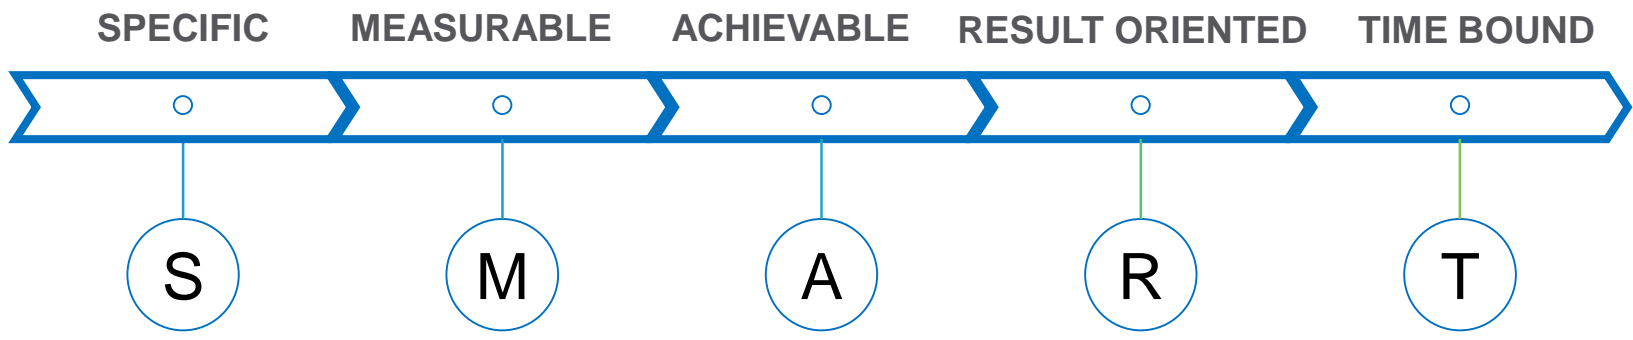 SPECIFIC MEASURABLE ACHIEVABLE RESULT ORIENTED TIME BOUND
S M A R T